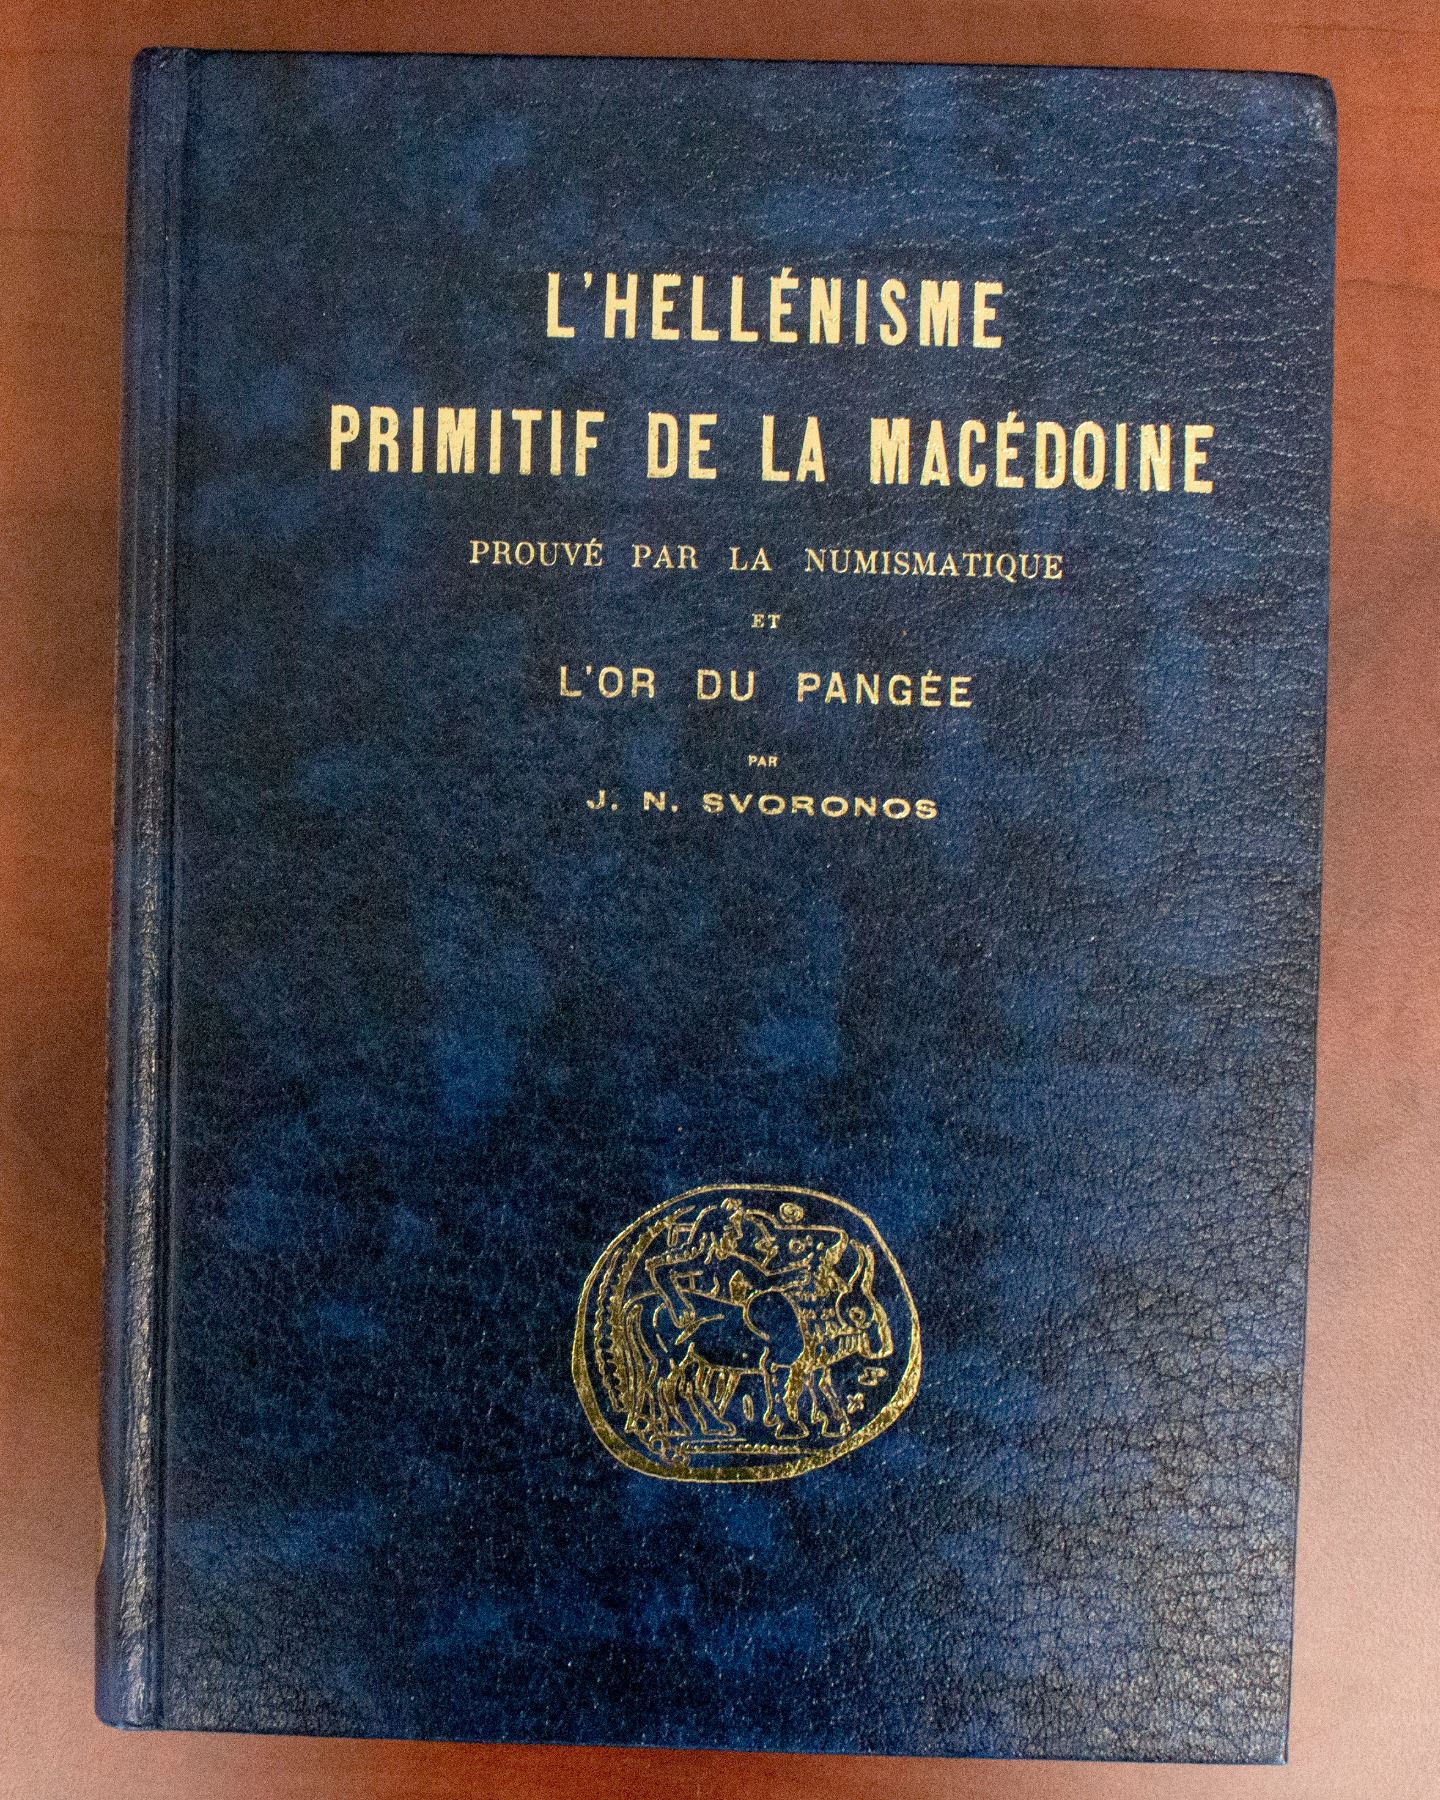 L'HELLÉNISME
PRIMITIF DE LA MACÉDOINE
PROUVÉ PAR LA NUMISMATIQUE
ET
L'OR DU PANGÉE
PAR
J. N. SVORONOS